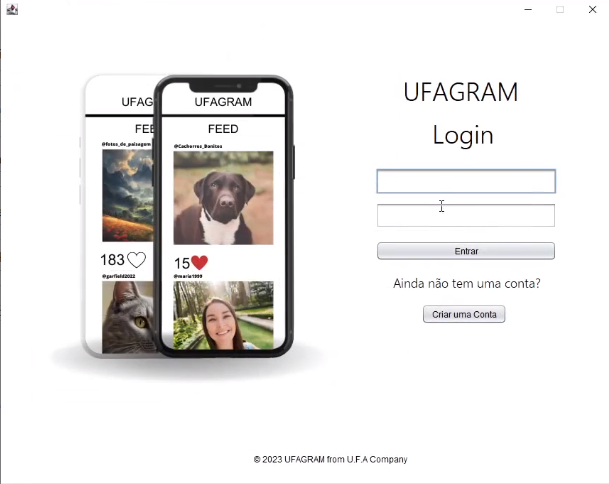 UFAG
FEE
@fotos_de_paisagem
183
@garfield2022
UFAGRAM
FEED
@Cachorros_Bonitos
15
@maria1999
UFAGRAM
Login
Entrar
Ainda não tem uma conta?
Criar uma Conta
© 2023 UFAGRAM from U.F.A Company